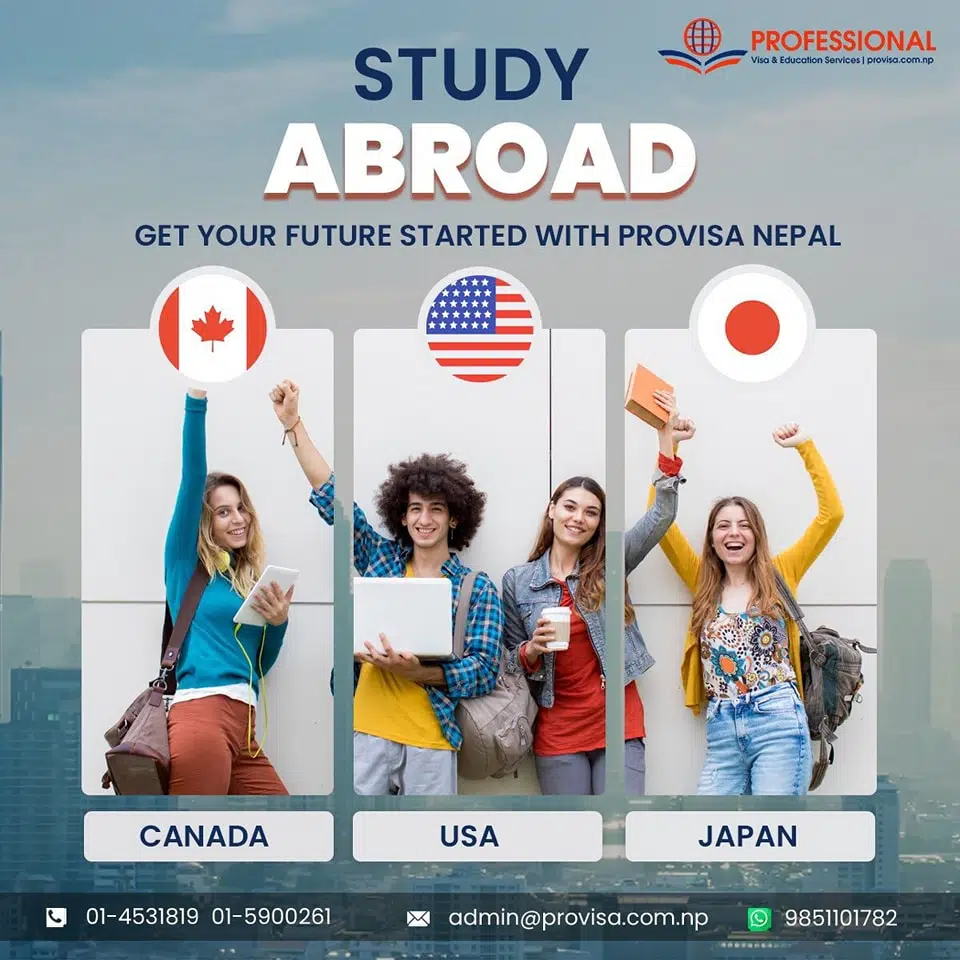 PROFESSIONAL
Visa & Education Services | provisa.com.np
STUDY
ABROAD
GET YOUR FUTURE STARTED WITH PROVISA NEPAL
CANADA
USA
JAPAN
01-4531819 01-5900261
admin@provisa.com.np
9851101782